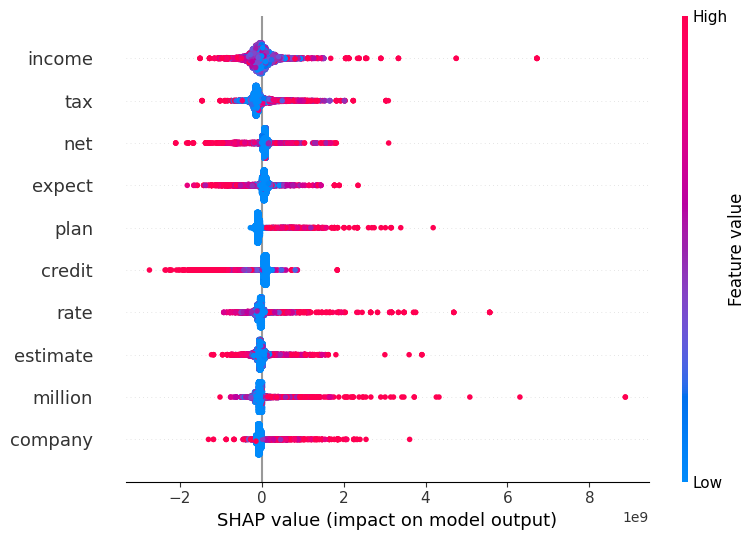 High
income
tax
net
expect
plan
credit
rate
estimate
million
company
Feature value
Low
−2 0 2 4 6 8
1e9
SHAP value (impact on model output)